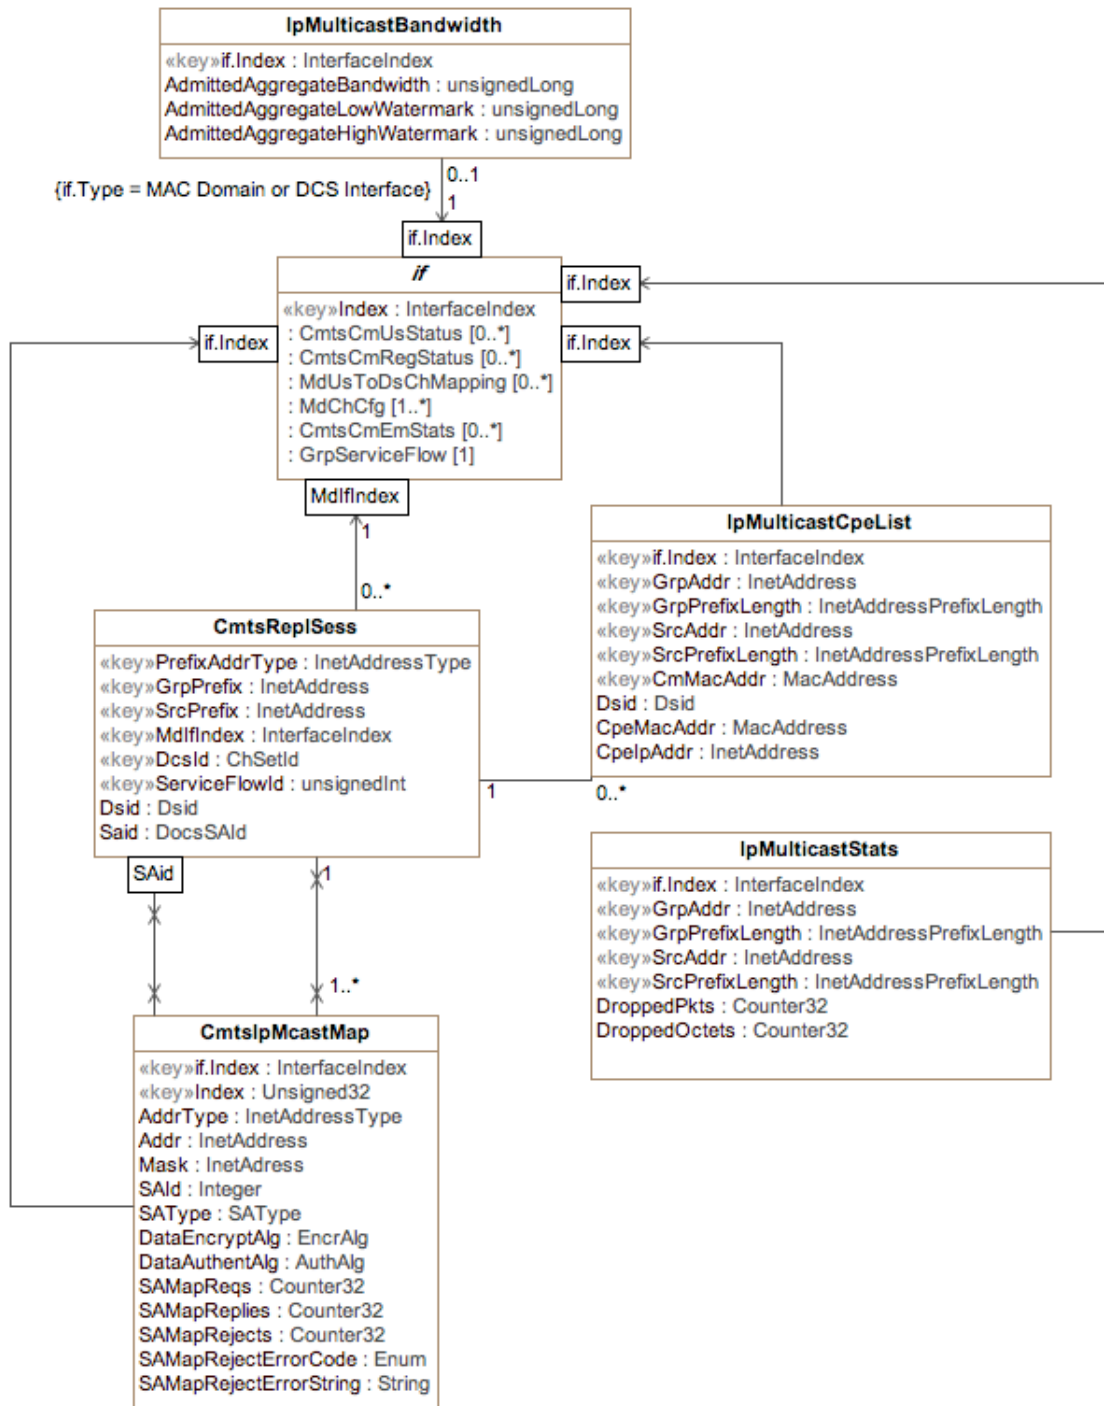 IpMulticastBandwidth
«key»if.Index : InterfaceIndex
AdmittedAggregateBandwidth : unsignedLong
AdmittedAggregateLowWatermark : unsignedLong
AdmittedAggregateHighWatermark : unsignedLong
0..1
{if.Type = MAC Domain or DCS Interface}
1
if.Index
if
if.Index
«key»Index : InterfaceIndex
: CmtsCmUsStatus [0..*]
if.Index
if.Index
: CmtsCmRegStatus [0..*]
: MdUsToDsChMapping [0..*]
: MdChCfg [1..*]
: CmtsCmEmStats [0..*]
: GrpServiceFlow [1]
MdIfIndex
1
0..*
IpMulticastCpeList
«key»if.Index : InterfaceIndex
«key»GrpAddr : InetAddress
«key»GrpPrefixLength : InetAddressPrefixLength
«key»SrcAddr : InetAddress
«key»SrcPrefixLength : InetAddressPrefixLength
«key»CmMacAddr : MacAddress
Dsid : Dsid
CpeMacAddr : MacAddress
CpeIpAddr : InetAddress
CmtsReplSess
«key»PrefixAddrType : InetAddressType
«key»GrpPrefix : InetAddress
«key»SrcPrefix : InetAddress
«key»MdIfIndex : InterfaceIndex
«key»DcsId : ChSetId
«key»ServiceFlowId : unsignedInt
Dsid : Dsid
Said : DocsSAId
1
0..*
SAid
1
1..*
IpMulticastStats
«key»if.Index : InterfaceIndex
«key»GrpAddr : InetAddress
«key»GrpPrefixLength : InetAddressPrefixLength
«key»SrcAddr : InetAddress
«key»SrcPrefixLength : InetAddressPrefixLength
DroppedPkts : Counter32
DroppedOctets : Counter32
CmtsIpMcastMap
«key»if.Index : InterfaceIndex
«key»Index : Unsigned32
AddrType : InetAddressType
Addr : InetAddress
Mask : InetAdress
SAId : Integer
SAType : SAType
DataEncryptAlg : EncrAlg
DataAuthentAlg : AuthAlg
SAMapReqs : Counter32
SAMapReplies : Counter32
SAMapRejects : Counter32
SAMapRejectErrorCode : Enum
SAMapRejectErrorString : String